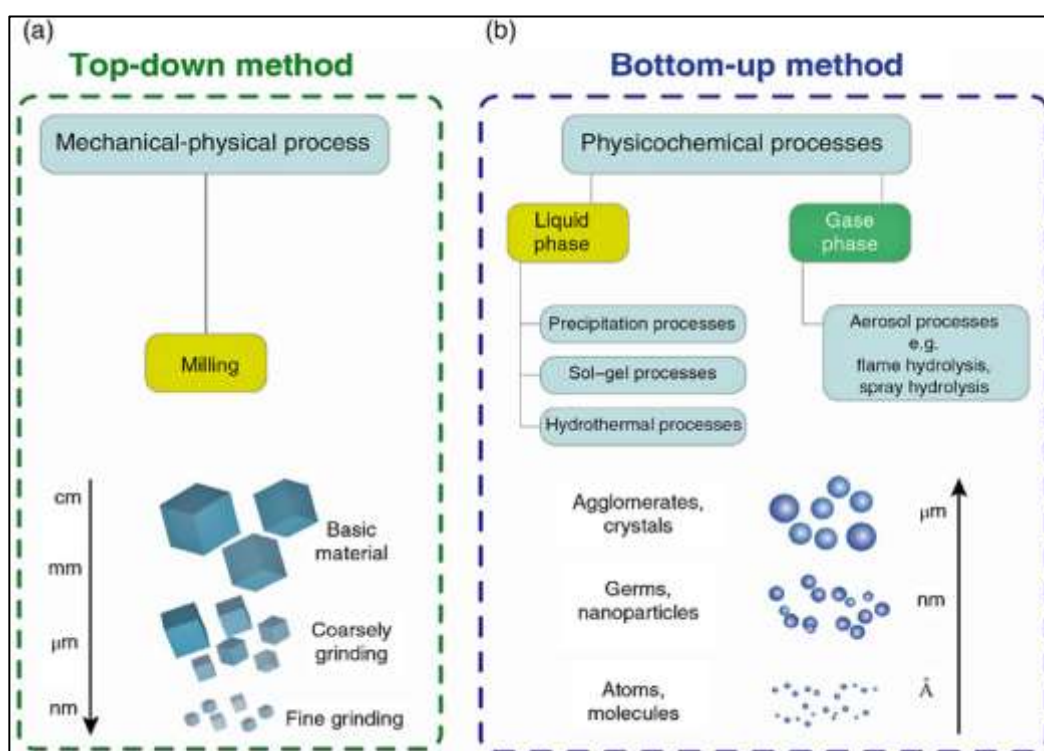 (a)
Top-down method
Mechanical-physical process
Milling
cm
mm
μm
nm
Basic
material
Coarsely
grinding
Fine grinding
(b)
Bottom-up method
Physicochemical processes
Liquid
phase
Gase
phase
Precipitation processes
Sol–gel processes
Hydrothermal processes
Aerosol processes
e.g.
flame hydrolysis,
spray hydrolysis
Agglomerates,
crystals
μm
Germs,
nanoparticles
nm
Atoms,
molecules
Å